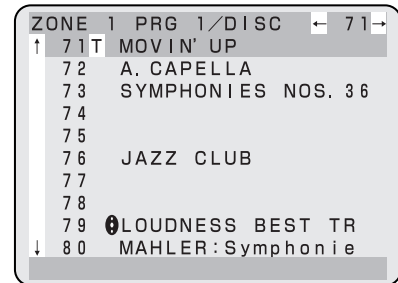 ZONE 1 PRG 1/DISC ← 71→
↑ 71T MOVIN' UP
72 A. CAPELLA
73 SYMPHONIES NOS. 36
74
75
76 JAZZ CLUB
77
78
79 LOUDNESS BEST TR
↓ 80 MAHLER:Symphonie